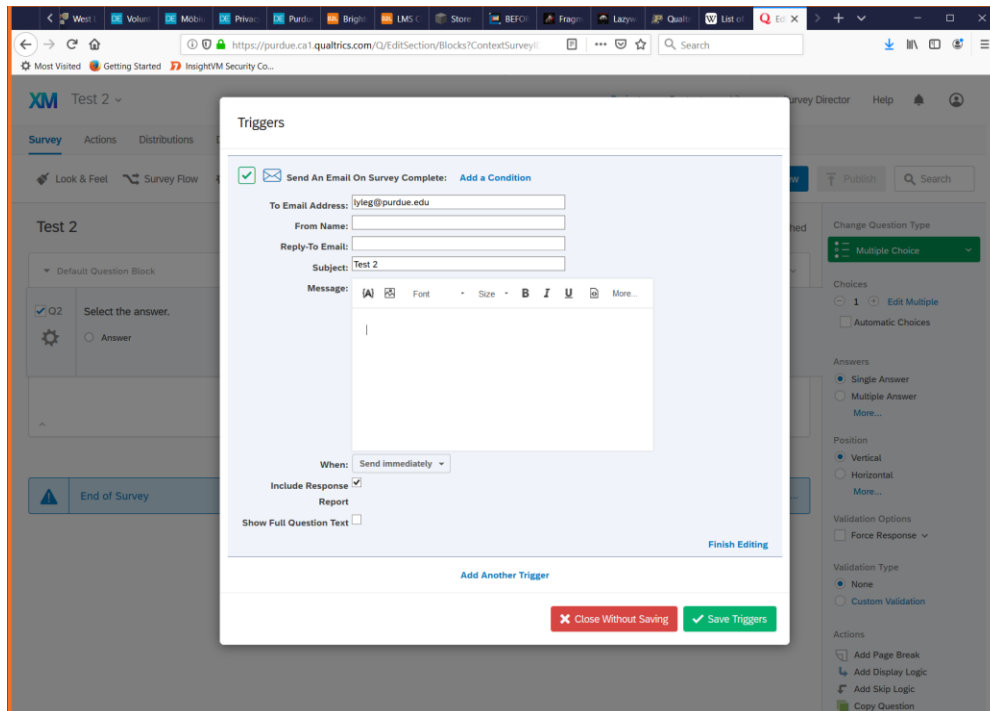 West
Volunt
Möbi
Privac
Purdu
Bright
LMS C
Store
BEFOR
Fragm
Lazyw
Qualtr
List of
Ed
https://purdue.ca1.qualtrics.com/Q/EditSection/Blocks?ContextSurveyI
Search
Most Visited Getting Started InsightVM Security Co...
XM Test 2
Survey Director Help
Survey Actions Distributions
Look & Feel Survey Flow
Publish Search
Triggers
Send An Email On Survey Complete: Add a Condition
To Email Address: lyleg@purdue.edu
From Name:
Reply-To Email:
Subject: Test 2
Message:
{A} Font Size B I U More...
When: Send immediately
Include Response Report
Show Full Question Text
Finish Editing
Add Another Trigger
Close Without Saving Save Triggers
Test 2
Default Question Block
Q2 Select the answer.
Answer
End of Survey
Change Question Type
Multiple Choice
Choices
1 Edit Multiple
Automatic Choices
Answers
Single Answer
Multiple Answer
More...
Position
Vertical
Horizontal
More...
Validation Options
Force Response
Validation Type
None
Custom Validation
Actions
Add Page Break
Add Display Logic
Add Skip Logic
Copy Question